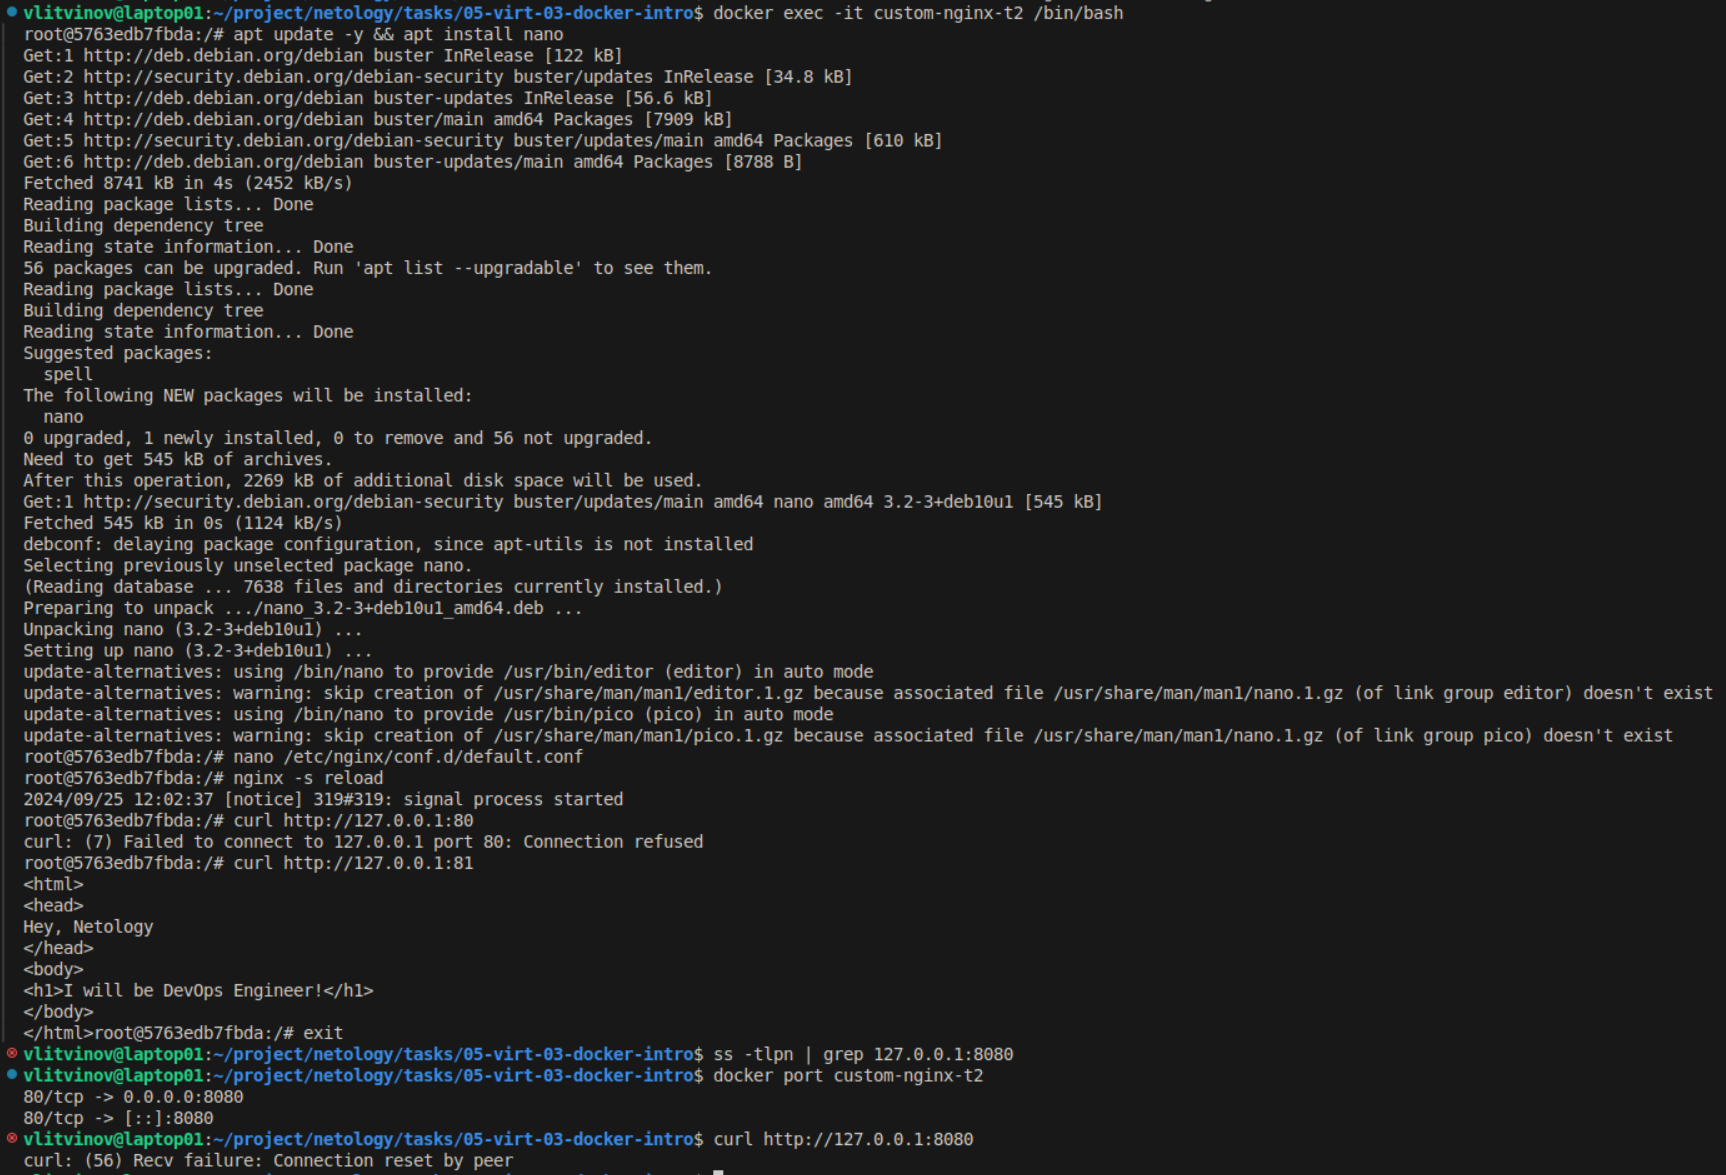 vlitvinov@laptop01:~/project/netology/tasks/05-virt-03-docker-intro$ docker exec -it custom-nginx-t2 /bin/bash
root@5763edb7fbda:/# apt update -y && apt install nano
Get:1 http://deb.debian.org/debian buster InRelease [122 kB]
Get:2 http://security.debian.org/debian-security buster/updates InRelease [34.8 kB]
Get:3 http://deb.debian.org/debian buster-updates InRelease [56.6 kB]
Get:4 http://deb.debian.org/debian buster/main amd64 Packages [7909 kB]
Get:5 http://security.debian.org/debian-security buster/updates/main amd64 Packages [610 kB]
Get:6 http://deb.debian.org/debian buster-updates/main amd64 Packages [8788 B]
Fetched 8741 kB in 4s (2452 kB/s)
Reading package lists... Done
Building dependency tree
Reading state information... Done
56 packages can be upgraded. Run 'apt list --upgradable' to see them.
Reading package lists... Done
Building dependency tree
Reading state information... Done
Suggested packages:
  spell
The following NEW packages will be installed:
  nano
0 upgraded, 1 newly installed, 0 to remove and 56 not upgraded.
Need to get 545 kB of archives.
After this operation, 2269 kB of additional disk space will be used.
Get:1 http://security.debian.org/debian-security buster/updates/main amd64 nano amd64 3.2-3+deb10u1 [545 kB]
Fetched 545 kB in 0s (1124 kB/s)
debconf: delaying package configuration, since apt-utils is not installed
Selecting previously unselected package nano.
(Reading database ... 7638 files and directories currently installed.)
Preparing to unpack .../nano_3.2-3+deb10u1_amd64.deb ...
Unpacking nano (3.2-3+deb10u1) ...
Setting up nano (3.2-3+deb10u1) ...
update-alternatives: using /bin/nano to provide /usr/bin/editor (editor) in auto mode
update-alternatives: warning: skip creation of /usr/share/man/man1/editor.1.gz because associated file /usr/share/man/man1/nano.1.gz (of link group editor) doesn't exist
update-alternatives: using /bin/nano to provide /usr/bin/pico (pico) in auto mode
update-alternatives: warning: skip creation of /usr/share/man/man1/pico.1.gz because associated file /usr/share/man/man1/nano.1.gz (of link group pico) doesn't exist
root@5763edb7fbda:/# nano /etc/nginx/conf.d/default.conf
root@5763edb7fbda:/# nginx -s reload
2024/09/25 12:02:37 [notice] 319#319: signal process started
root@5763edb7fbda:/# curl http://127.0.0.1:80
curl: (7) Failed to connect to 127.0.0.1 port 80: Connection refused
root@5763edb7fbda:/# curl http://127.0.0.1:81
<html>
<head>
Hey, Netology
</head>
<body>
<h1>I will be DevOps Engineer!</h1>
</body>
</html>root@5763edb7fbda:/# exit
vlitvinov@laptop01:~/project/netology/tasks/05-virt-03-docker-intro$ ss -tlpn | grep 127.0.0.1:8080
vlitvinov@laptop01:~/project/netology/tasks/05-virt-03-docker-intro$ docker port custom-nginx-t2
80/tcp -> 0.0.0.0:8080
80/tcp -> [::]:8080
vlitvinov@laptop01:~/project/netology/tasks/05-virt-03-docker-intro$ curl http://127.0.0.1:8080
curl: (56) Recv failure: Connection reset by peer